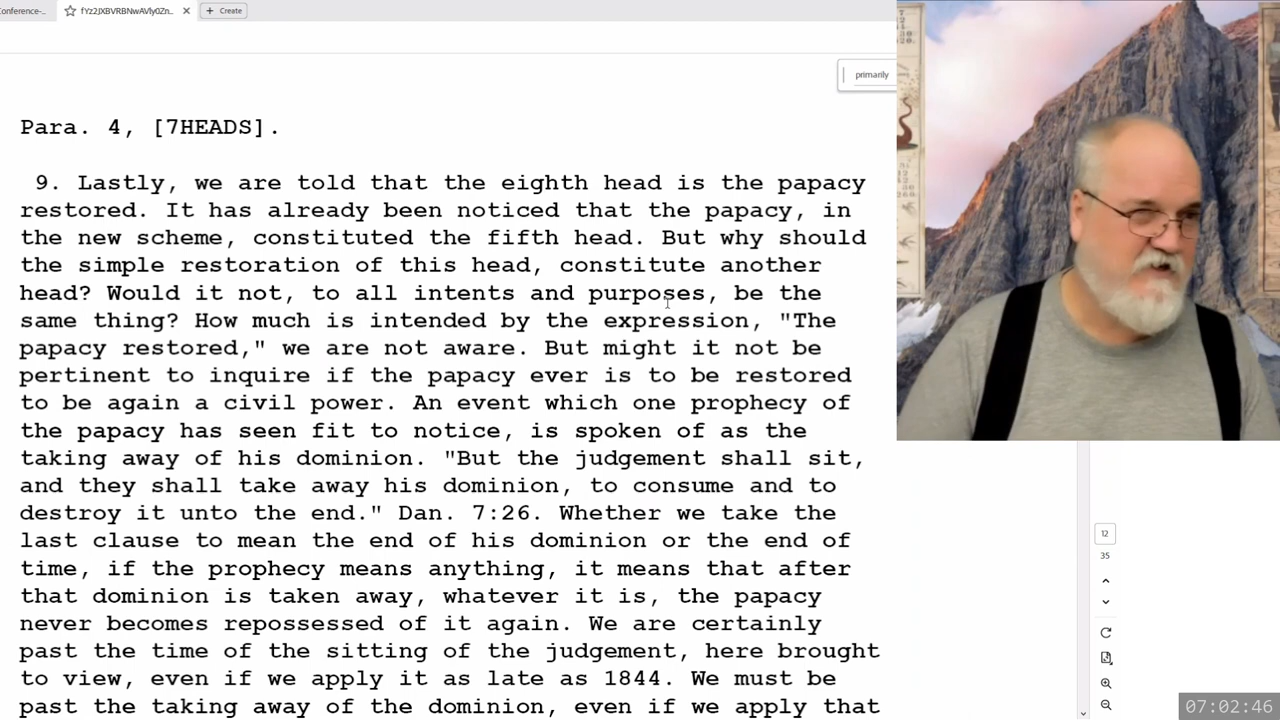 Conference-..
fYz2JXBVRBNwAVly0Zn..
Create
primarily
Para. 4, [7HEADS].
9. Lastly, we are told that the eighth head is the papacy
restored. It has already been noticed that the papacy, in
the new scheme, constituted the fifth head. But why should
the simple restoration of this head, constitute another
head? Would it not, to all intents and purposes, be the
same thing? How much is intended by the expression, "The
papacy restored," we are not aware. But might it not be
pertinent to inquire if the papacy ever is to be restored
to be again a civil power. An event which one prophecy of
the papacy has seen fit to notice, is spoken of as the
taking away of his dominion. "But the judgement shall sit,
and they shall take away his dominion, to consume and to
destroy it unto the end." Dan. 7:26. Whether we take the
last clause to mean the end of his dominion or the end of
time, if the prophecy means anything, it means that after
that dominion is taken away, whatever it is, the papacy
never becomes repossessed of it again. We are certainly
past the time of the sitting of the judgement, here brought
to view, even if we apply it as late as 1844. We must be
past the taking away of the dominion, even if we apply that
12
35
07:02:46